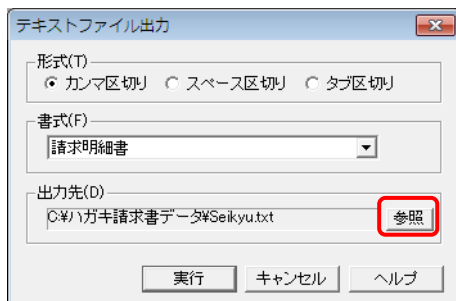 テキストファイル出力
形式(T)
カンマ区切り スペース区切り タブ区切り
書式(F)
請求明細書
出力先(D)
C:¥ハガキ請求書データ¥Seikyu.txt 参照
実行 キャンセル ヘルプ